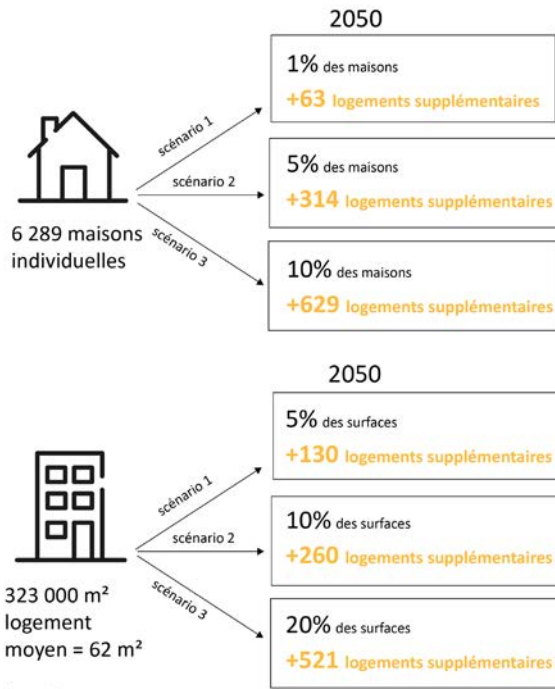 2050
1% des maisons
+63 logements supplémentaires
scénario 1
5% des maisons
+314 logements supplémentaires
scénario 2
10% des maisons
+629 logements supplémentaires
scénario 3
6 289 maisons
individuelles
2050
5% des surfaces
+130 logements supplémentaires
scénario 1
10% des surfaces
+260 logements supplémentaires
scénario 2
20% des surfaces
+521 logements supplémentaires
scénario 3
323 000 m²
logement
moyen = 62 m²